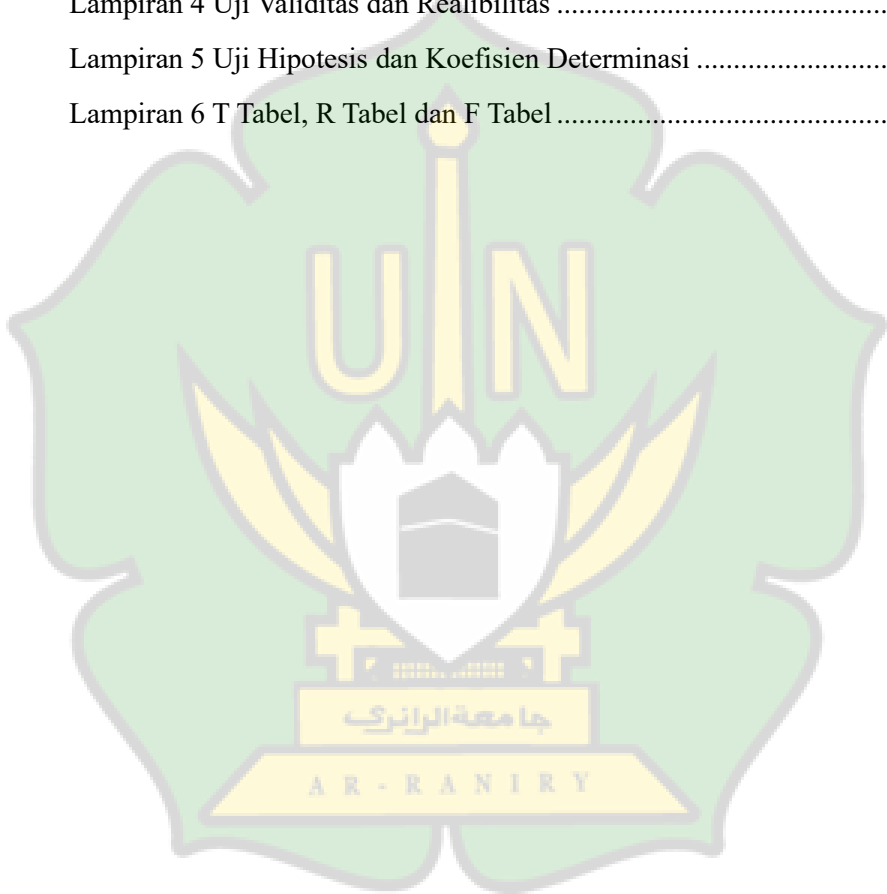 Lampiran 4 Uji Validitas dan Realibilitas ............................................
Lampiran 5 Uji Hipotesis dan Koefisien Determinasi .........................
Lampiran 6 T Tabel, R Tabel dan F Tabel ............................................
UIN
جامعة الرانري
AR-RANIRY